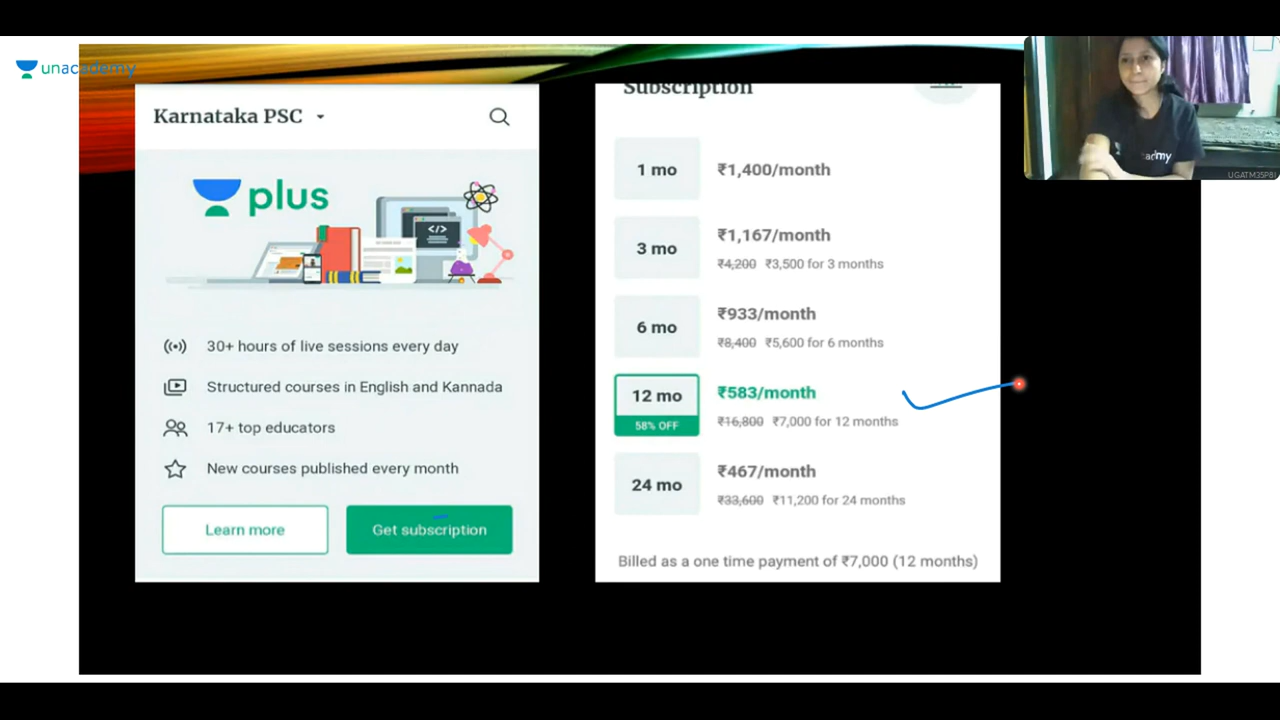 unacademy
Karnataka PSC
plus
</>
30+ hours of live sessions every day
Structured courses in English and Kannada
17+ top educators
New courses published every month
Learn more
Get subscription
Subscription
1 mo
₹1,400/month
3 mo
₹1,167/month
₹4,200 ₹3,500 for 3 months
6 mo
₹933/month
₹8,400 ₹5,600 for 6 months
12 mo
58% OFF
₹583/month
₹16,800 ₹7,000 for 12 months
24 mo
₹467/month
₹33,600 ₹11,200 for 24 months
Billed as a one time payment of ₹7,000 (12 months)